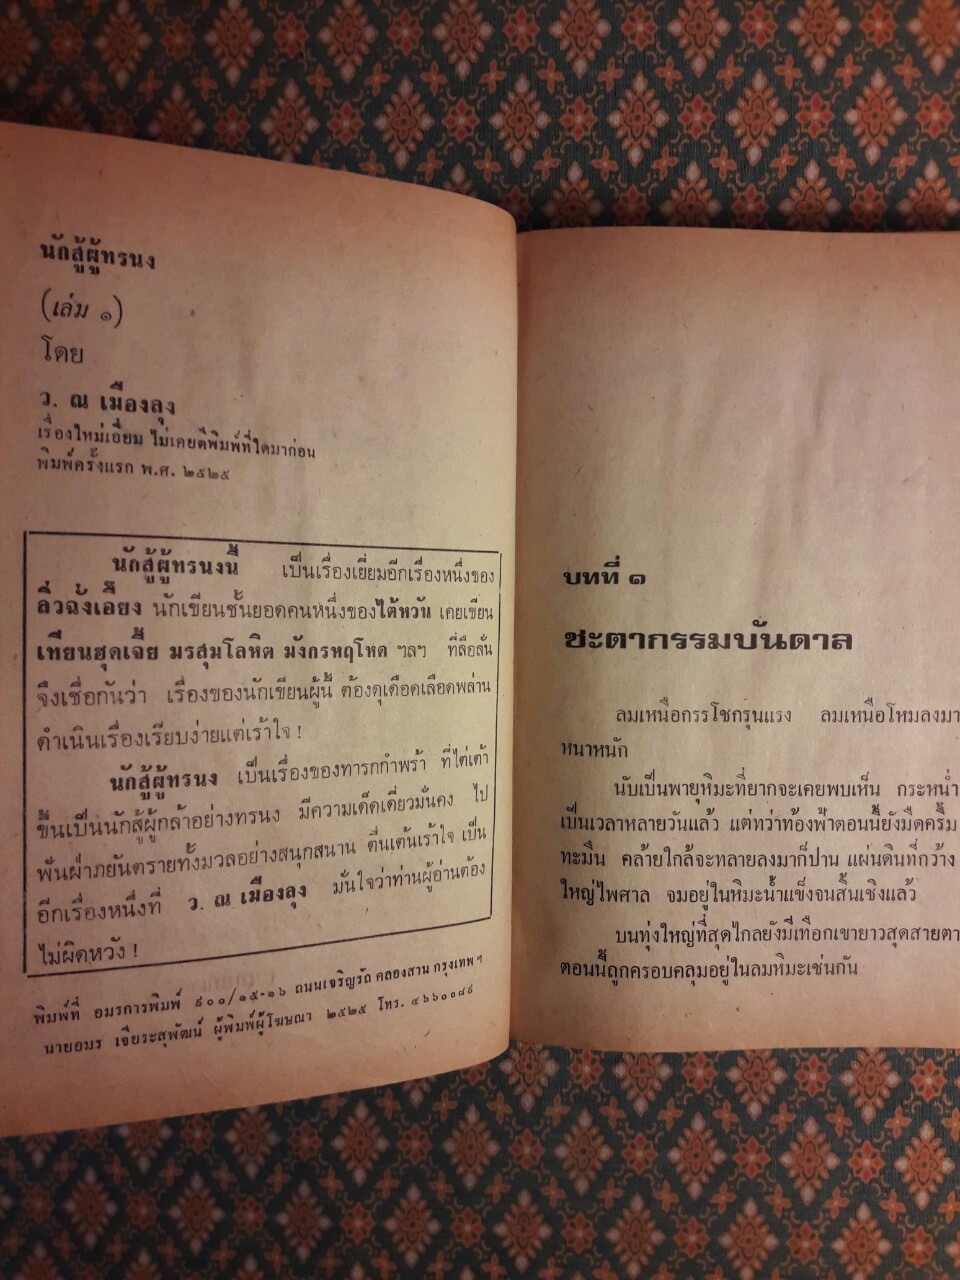 นักสู้ผู้ทรนง
(เล่ม ๑)
โดย
ว. ณ เมืองลุง
เรื่องใหม่เอี่ยม ไม่เคยตีพิมพ์ที่ใดมาก่อน
พิมพ์ครั้งแรก พ.ศ. ๒๕๒๕
นักสู้ผู้ทรนงนี้ เป็นเรื่องเยี่ยมอีกเรื่องหนึ่งของ
ลิ่วฉังเอี๊ยง นักเขียนชั้นยอดคนหนึ่งของไต้หวัน เคยเขียน
เทียนฮุดเจี้ย มรสุมโลหิต มังกรหฤโหด ฯลฯ ที่ลือลั่น
จึงเชื่อกันว่า เรื่องของนักเขียนผู้นี้ ต้องดุเดือดเลือดพล่าน
ดำเนินเรื่องเรียบง่ายแต่เร้าใจ !
นักสู้ผู้ทรนง เป็นเรื่องของทารกกำพร้า ที่ไต่เต้า
ขึ้นเป็นนักสู้ผู้กล้าอย่างทรนง มีความเด็ดเดี่ยวมั่นคง ไป
ฟันฝ่าภยันตรายทั้งมวลอย่างสนุกสนาน ตื่นเต้นเร้าใจ เป็น
อีกเรื่องหนึ่งที่ ว. ณ เมืองลุง มั่นใจว่าท่านผู้อ่านต้อง
ไม่ผิดหวัง !
พิมพ์ที่ อมรการพิมพ์ ๙๐๐/๑๕-๑๖ ถนนเจริญรัถ คลองสาน กรุงเทพฯ
นายอมร เจียระสุพัฒน์ ผู้พิมพ์ผู้โฆษณา ๒๕๒๕ โทร. ๔๖๖๐๐๘๙
บทที่ ๑
ชะตากรรมบันดาล
ลมเหนือกรรโชกรุนแรง ลมเหนือโหมลงมา
หนาหนัก
นับเป็นพายุหิมะที่ยากจะเคยพบเห็น กระหน่ำ
เป็นเวลาหลายวันแล้ว แต่ทว่าท้องฟ้าตอนนี้ยังมืดครึ้ม
ทะมึน คล้ายใกล้จะทลายลงมาก็ปาน แผ่นดินที่กว้าง
ใหญ่ไพศาล จมอยู่ในหิมะน้ำแข็งจนสิ้นเชิงแล้ว
บนทุ่งใหญ่ที่สุดไกลยังมีเทือกเขายาวสุดสายตา
ตอนนี้ถูกครอบคลุมอยู่ในลมหิมะเช่นกัน